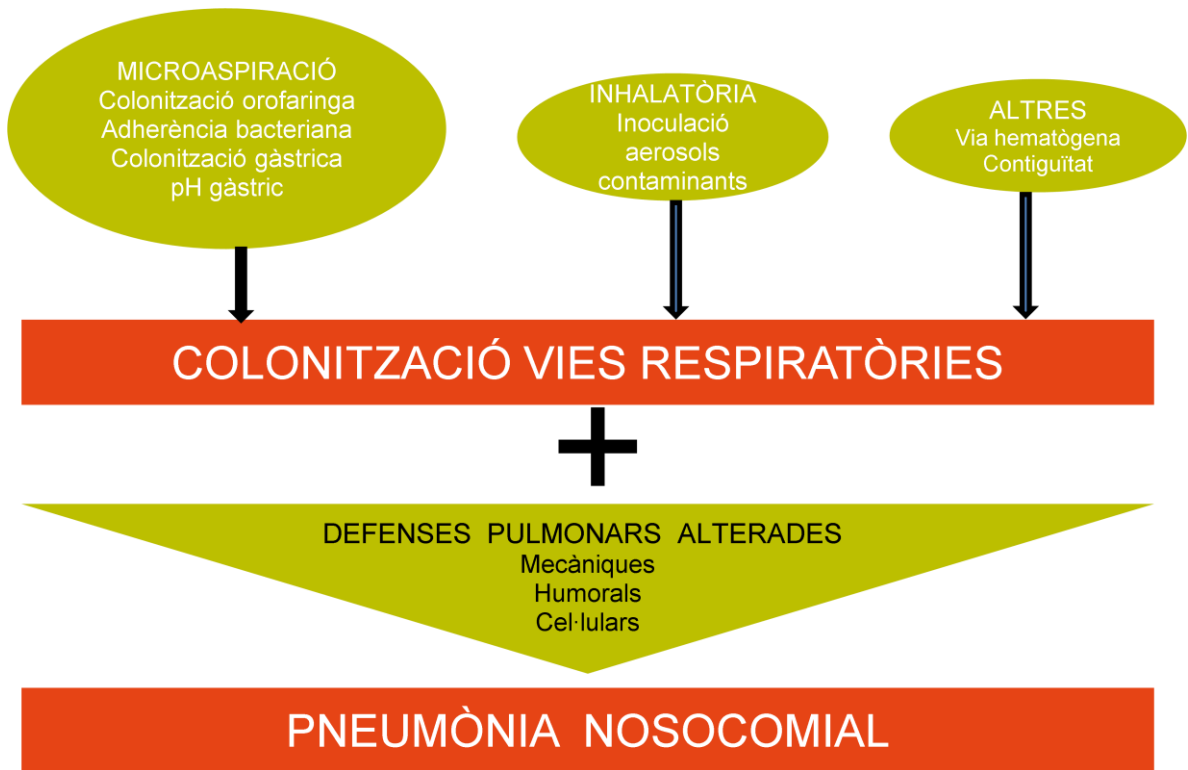 MICROASPIRACIÓ
Colonització orofaringa
Adherència bacteriana
Colonització gàstrica
pH gàstric
INHALATÒRIA
Inoculació
aerosols
contaminants
ALTRES
Via hematògena
Contiguïtat
COLONITZACIÓ VIES RESPIRATÒRIES
+
DEFENSES PULMONARS ALTERADES
Mecàniques
Humorals
Cel·lulars
PNEUMÒNIA NOSOCOMIAL